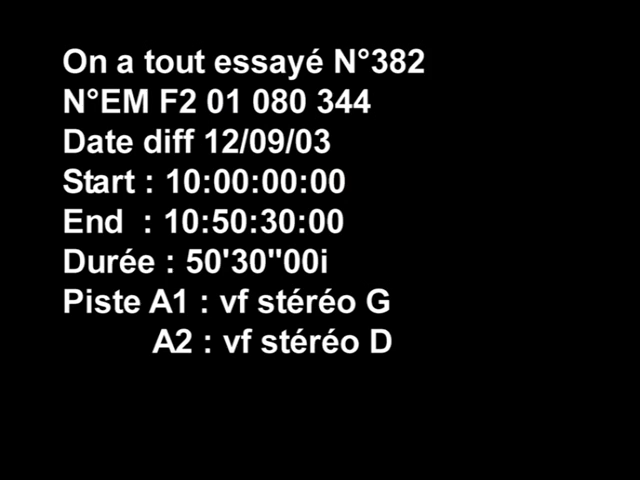 On a tout essayé N°382
N°EM F2 01 080 344
Date diff 12/09/03
Start : 10:00:00:00
End  : 10:50:30:00
Durée : 50'30"00i
Piste A1 : vf stéréo G
A2 : vf stéréo D